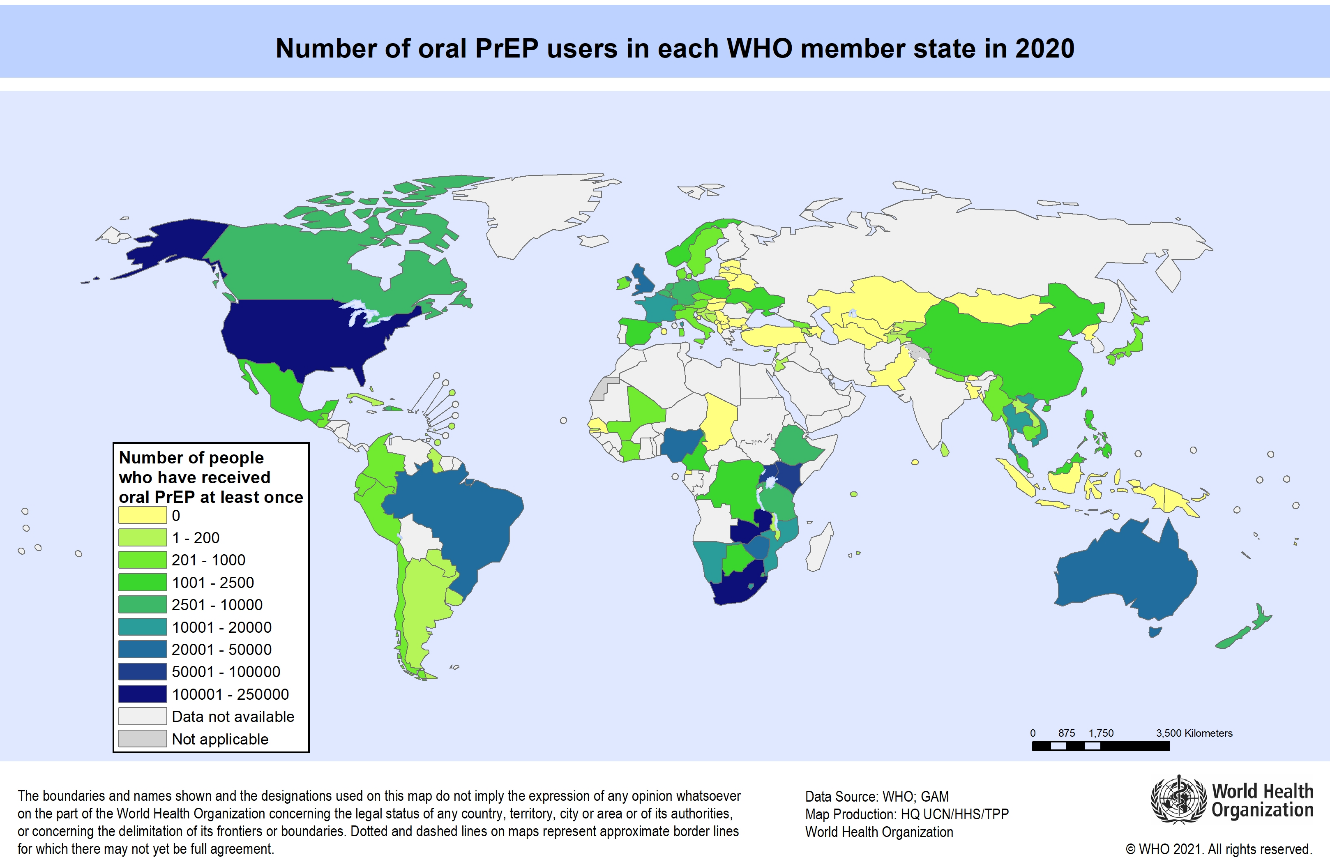 Number of oral PrEP users in each WHO member state in 2020
Number of people
who have received
oral PrEP at least once
0
1 - 200
201 - 1000
1001 - 2500
2501 - 10000
10001 - 20000
20001 - 50000
50001 - 100000
100001 - 250000
Data not available
Not applicable
0 875 1,750 3,500 Kilometers
The boundaries and names shown and the designations used on this map do not imply the expression of any opinion whatsoever
on the part of the World Health Organization concerning the legal status of any country, territory, city or area or of its authorities,
or concerning the delimitation of its frontiers or boundaries. Dotted and dashed lines on maps represent approximate border lines
for which there may not yet be full agreement.
Data Source: WHO; GAM
Map Production: HQ UCN/HHS/TPP
World Health Organization
World Health
Organization
© WHO 2021. All rights reserved.